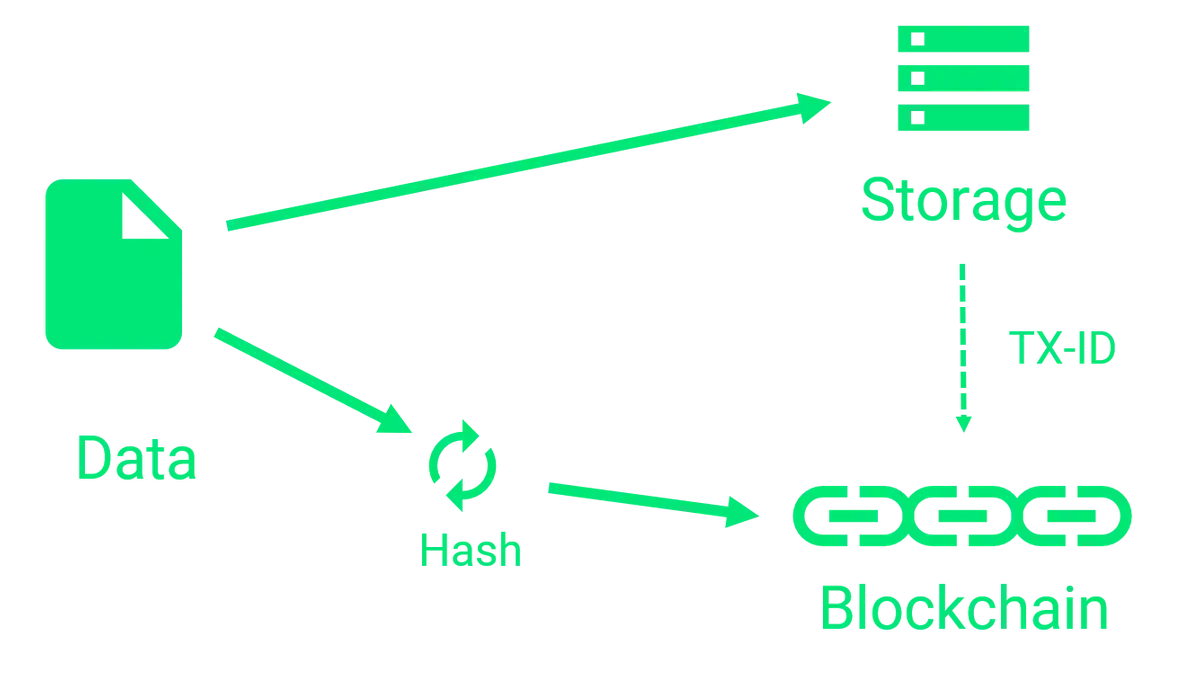 Storage
TX-ID
Data
Hash
Blockchain